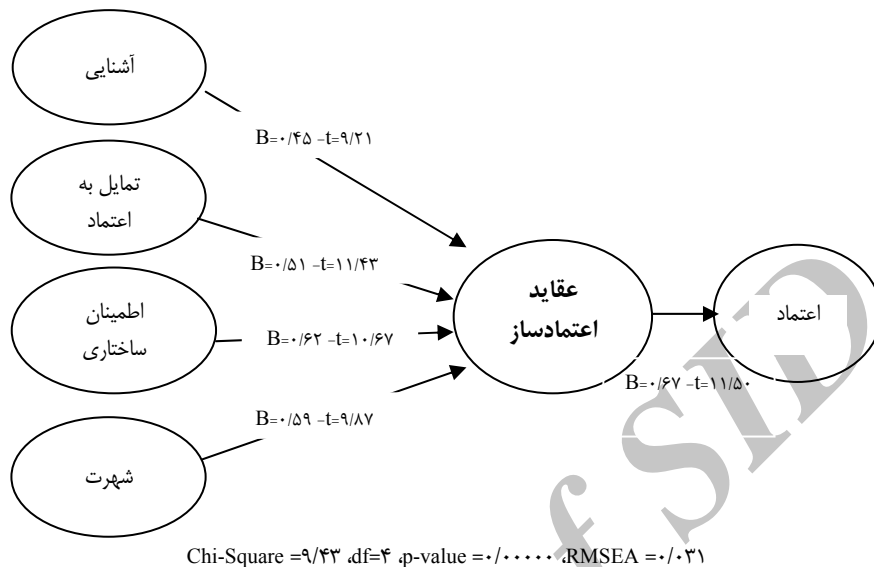 آشنایی
B=۰/۴۵ -t=۹/۲۱
تمایل به
اعتماد
B=۰/۵۱ -t=۱۱/۴۳
اطمینان
ساختاری
B=۰/۶۲ -t=۱۰/۶۷
عقاید
اعتمادساز
اعتماد
B=۰/۶۷ -t=۱۱/۵۰
B=۰/۵۹ -t=۹/۸۷
شهرت
Chi-Square =۹/۴۳ ،df=۴ ،p-value =۰/۰۰۰۰۰ ،RMSEA =۰/۰۳۱
f SID